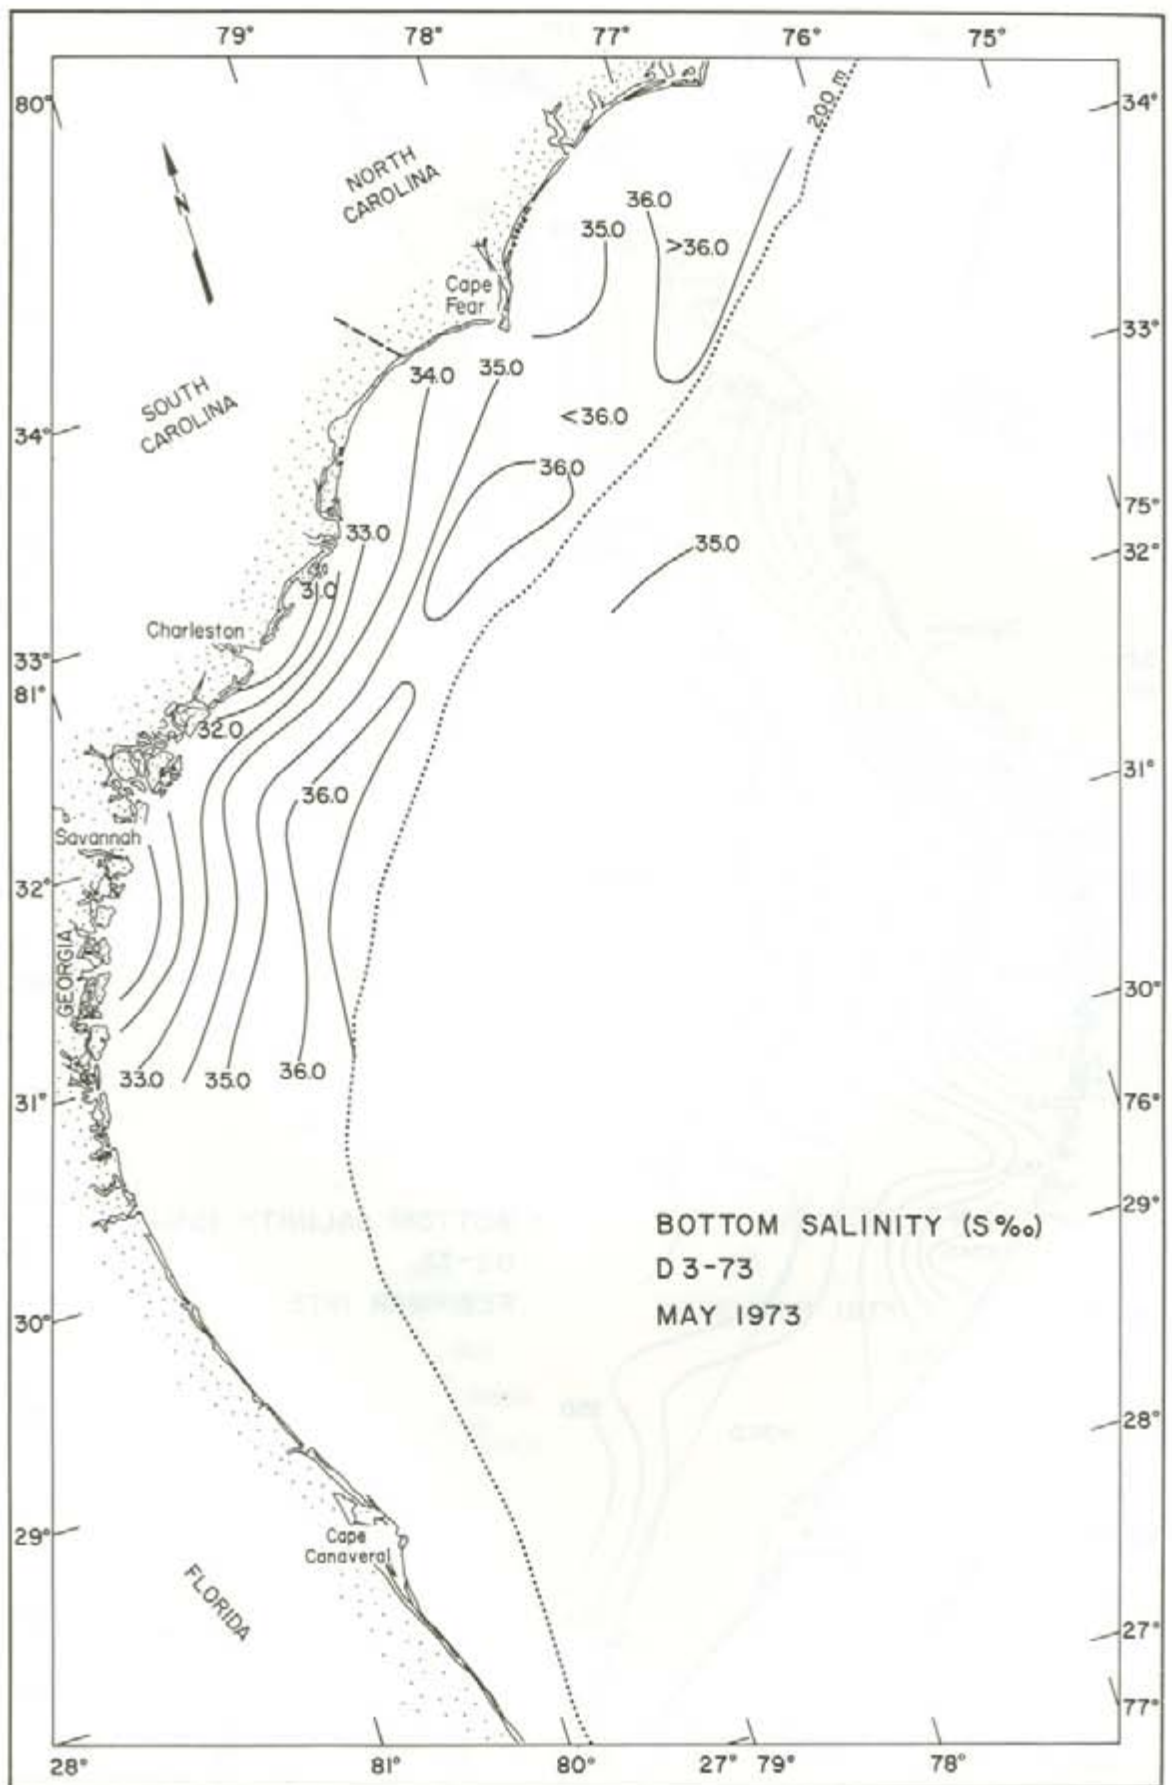 79° 78° 77° 76° 75°
80°
34°
200 m
N
NORTH
CAROLINA
36.0
35.0
>36.0
Cape
Fear
33°
34.0
35.0
SOUTH
CAROLINA
<36.0
34°
36.0
75°
33.0
35.0
32°
31.0
Charleston
33°
81°
32.0
31°
36.0
Savannah
32°
GEORGIA
30°
33.0 35.0 36.0
31°
76°
29°
BOTTOM SALINITY (S‰)
D 3-73
MAY 1973
30°
28°
29°
Cape
Canaveral
FLORIDA
27°
77°
28° 81° 80° 27° 79° 78°